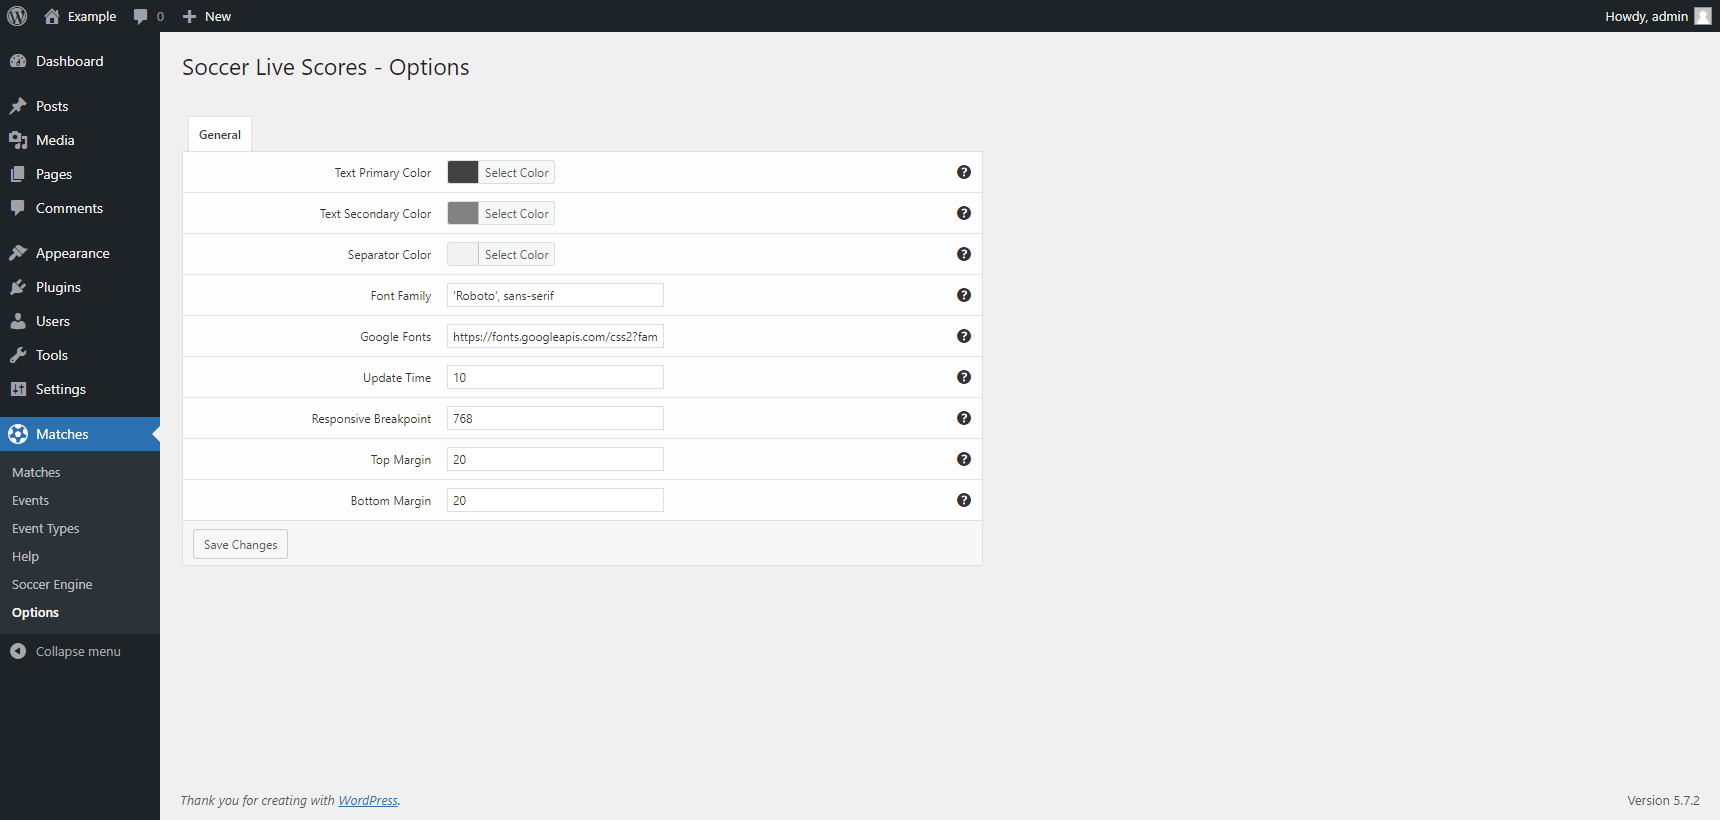 Example
0
New
Howdy, admin
Dashboard
Posts
Media
Pages
Comments
Appearance
Plugins
Users
Tools
Settings
Matches
Matches
Events
Event Types
Help
Soccer Engine
Options
Collapse menu
Soccer Live Scores - Options
General
Text Primary Color Select Color ?
Text Secondary Color Select Color ?
Separator Color Select Color ?
Font Family 'Roboto', sans-serif ?
Google Fonts https://fonts.googleapis.com/css2?fam ?
Update Time 10 ?
Responsive Breakpoint 768 ?
Top Margin 20 ?
Bottom Margin 20 ?
Save Changes
Thank you for creating with WordPress.
Version 5.7.2